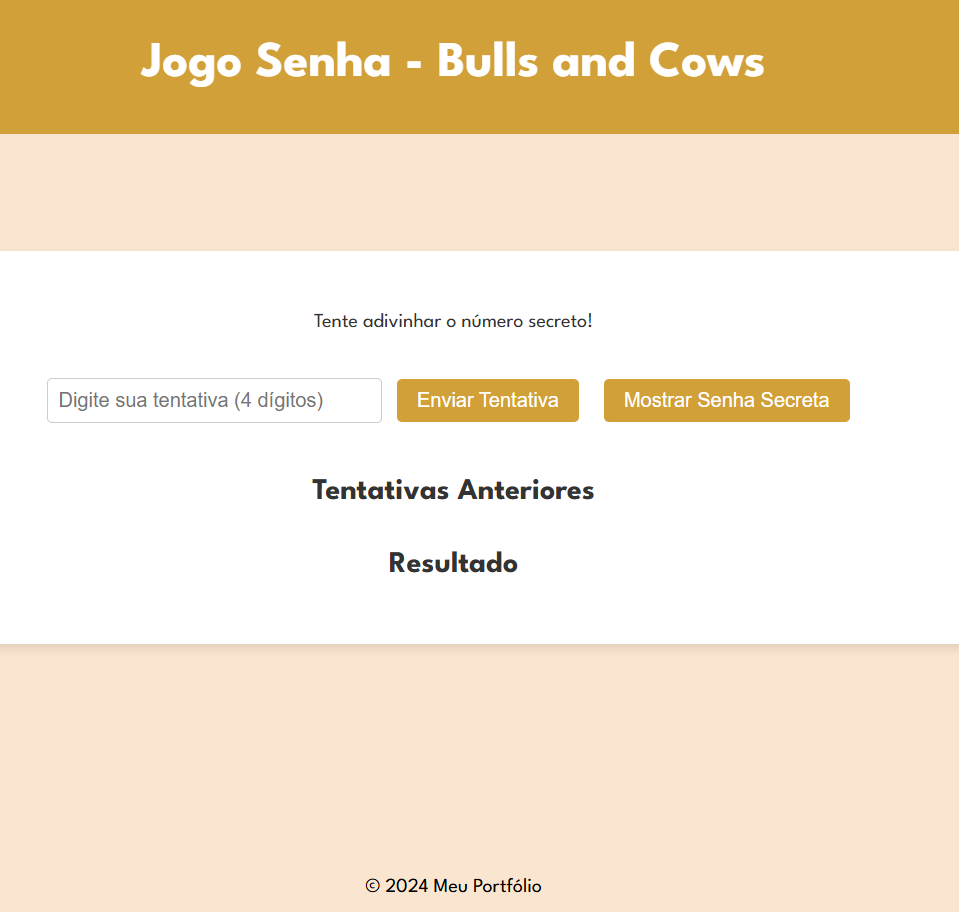 Jogo Senha - Bulls and Cows
Tente adivinhar o número secreto!
Digite sua tentativa (4 dígitos) Enviar Tentativa Mostrar Senha Secreta
Tentativas Anteriores
Resultado
© 2024 Meu Portfólio